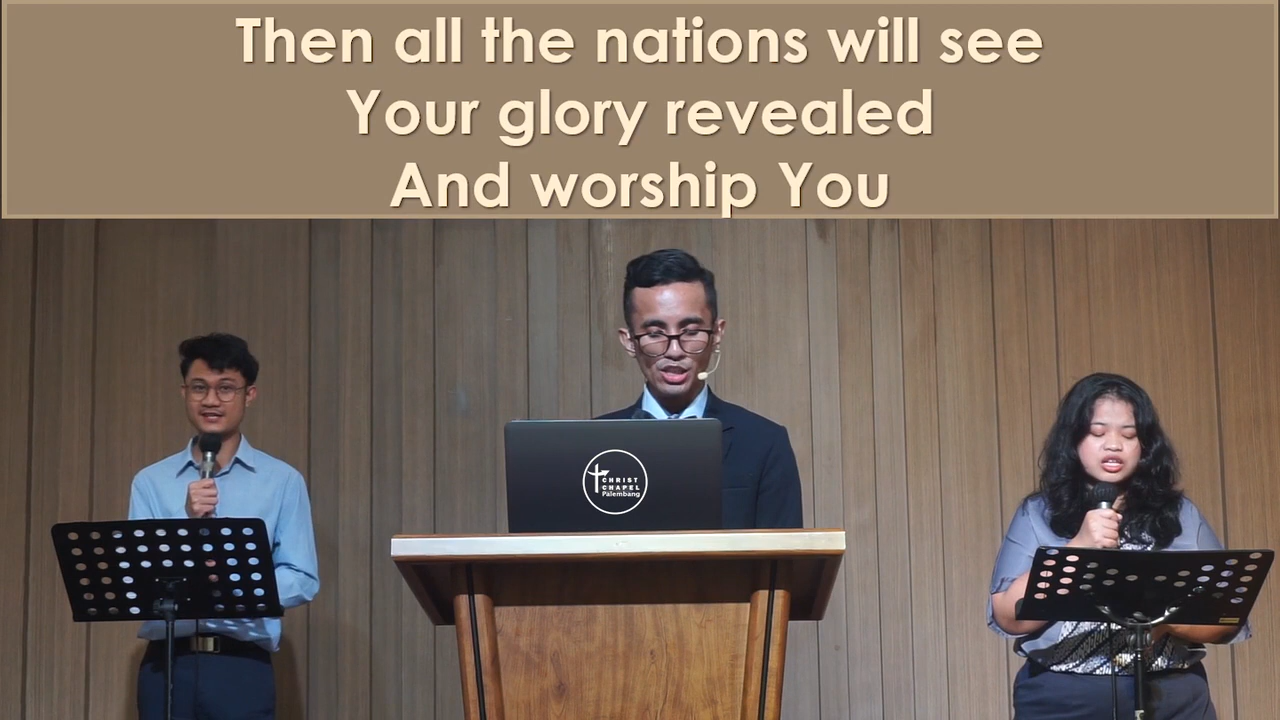 Then all the nations will see
Your glory revealed
And worship You
CHRIST
CHAPEL
Palembang